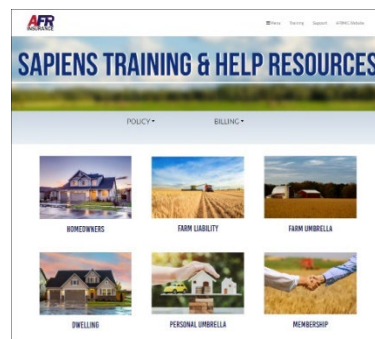 AFR
INSURANCE
Menu Training Support AFRMIC Website
SAPIENS TRAINING & HELP RESOURCES
POLICY BILLING
HOMEOWNERS FARM LIABILITY FARM UMBRELLA
DWELLING PERSONAL UMBRELLA MEMBERSHIP